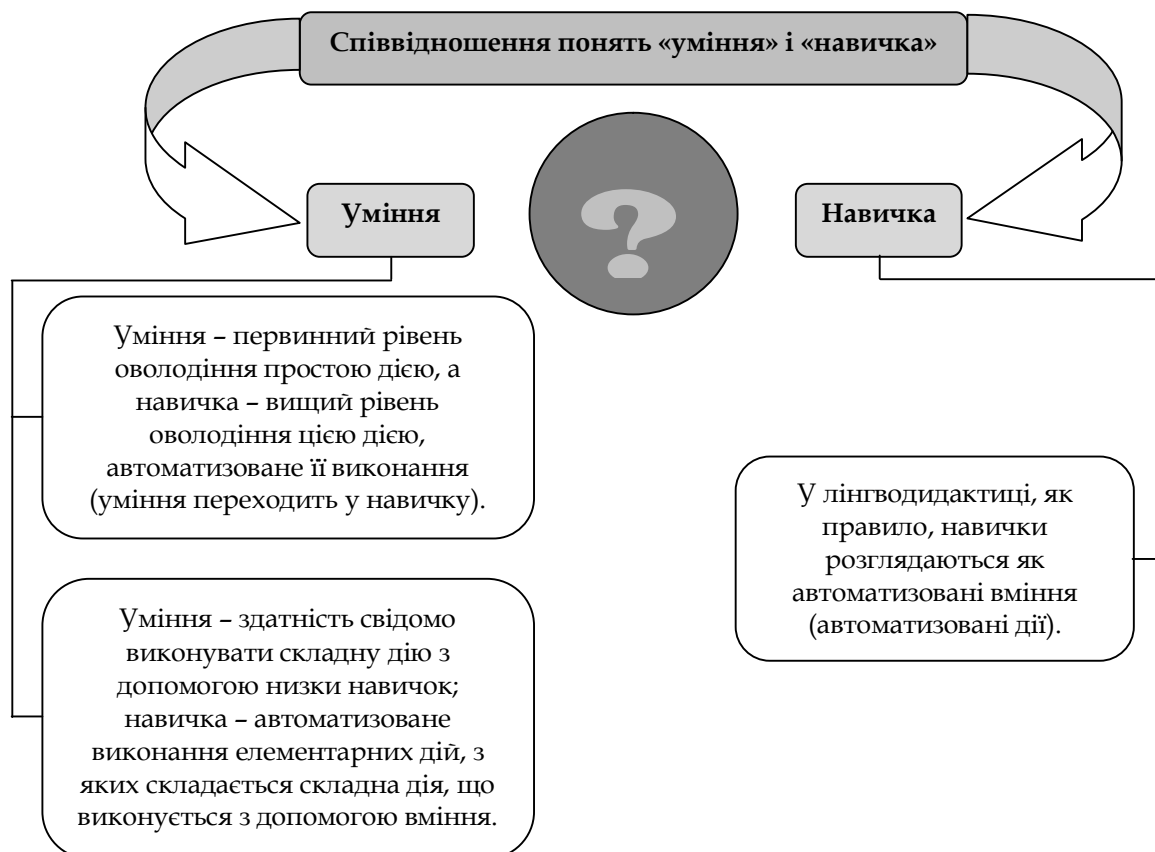 Співвідношення понять «уміння» і «навичка»
Уміння
?
Навичка
Уміння – первинний рівень
оволодіння простою дією, а
навичка – вищий рівень
оволодіння цією дією,
автоматизоване її виконання
(уміння переходить у навичку).
Уміння – здатність свідомо
виконувати складну дію з
допомогою низки навичок;
навичка – автоматизоване
виконання елементарних дій, з
яких складається складна дія, що
виконується з допомогою вміння.
У лінгводидактиці, як
правило, навички
розглядаються як
автоматизовані вміння
(автоматизовані дії).